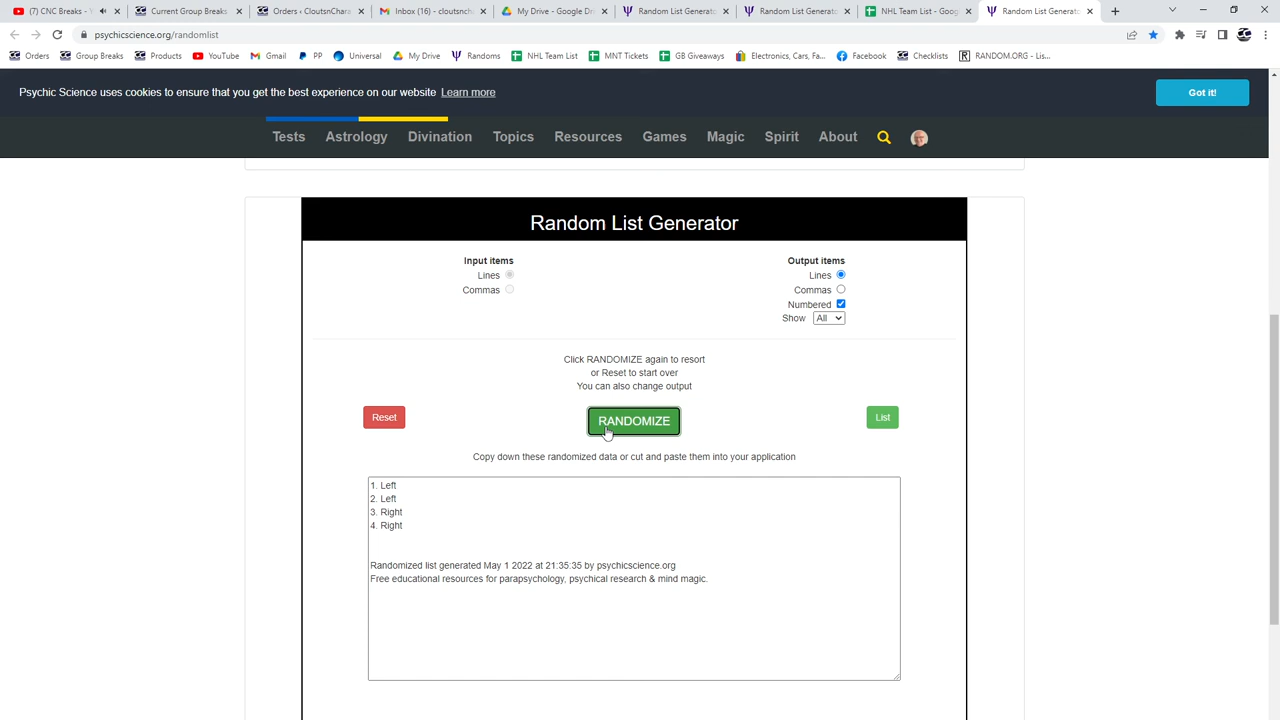 (7) CNC Breaks -
Current Group Breaks
Orders ‹ CloutsnChara
Inbox (16) - cloutsnc
My Drive - Google Dri
Random List Generato
Random List Generato
NHL Team List - Goog
Random List Generato
psychicscience.org/randomlist
Orders
Group Breaks
Products
YouTube
Gmail
PP
Universal
My Drive
Randoms
NHL Team List
MNT Tickets
GB Giveaways
Electronics, Cars, Fa...
Facebook
Checklists
RANDOM.ORG - Lis...
Psychic Science uses cookies to ensure that you get the best experience on our website Learn more
Got it!
Tests
Astrology
Divination
Topics
Resources
Games
Magic
Spirit
About
Random List Generator
Input items
Lines
Commas
Output items
Lines
Commas
Numbered
Show All
Click RANDOMIZE again to resort
or Reset to start over
You can also change output
Reset
RANDOMIZE
List
Copy down these randomized data or cut and paste them into your application
1. Left
2. Left
3. Right
4. Right
Randomized list generated May 1 2022 at 21:35:35 by psychicscience.org
Free educational resources for parapsychology, psychical research & mind magic.